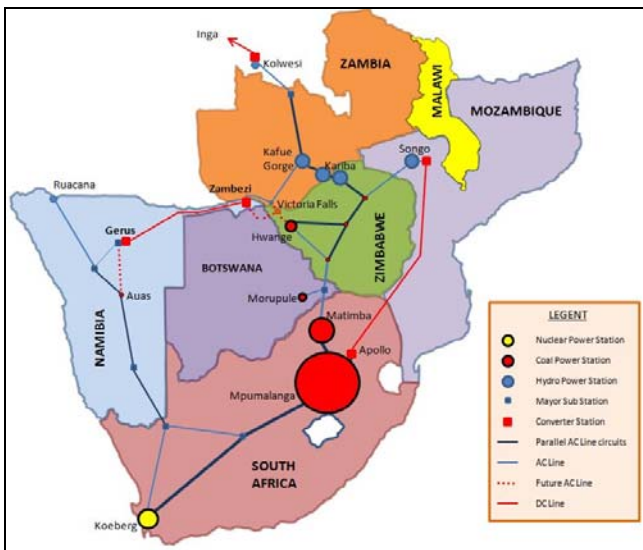 Inga
Kolwesi
ZAMBIA
MALAWI
MOZAMBIQUE
Kafue
Gorge
Kariba
Songo
Ruacana
Zambezi
Victoria Falls
Gerus
Hwange
ZIMBABWE
BOTSWANA
Auas
Morupule
NAMIBIA
Matimba
Apollo
Mpumalanga
SOUTH
AFRICA
Koeberg
LEGENT
Nuclear Power Station
Coal Power Station
Hydro Power Station
Mayor Sub Station
Converter Station
Parallel AC Line circuits
AC Line
Future AC Line
DC Line